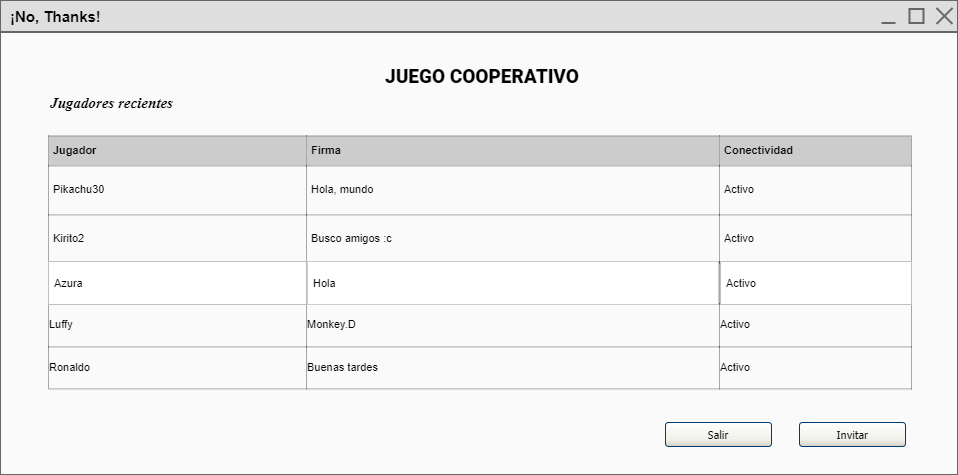 ¡No, Thanks!
JUEGO COOPERATIVO
Jugadores recientes
Jugador Firma Conectividad
Pikachu30 Hola, mundo Activo
Kirito2 Busco amigos :c Activo
Azura Hola Activo
Luffy Monkey.D Activo
Ronaldo Buenas tardes Activo
Salir Invitar